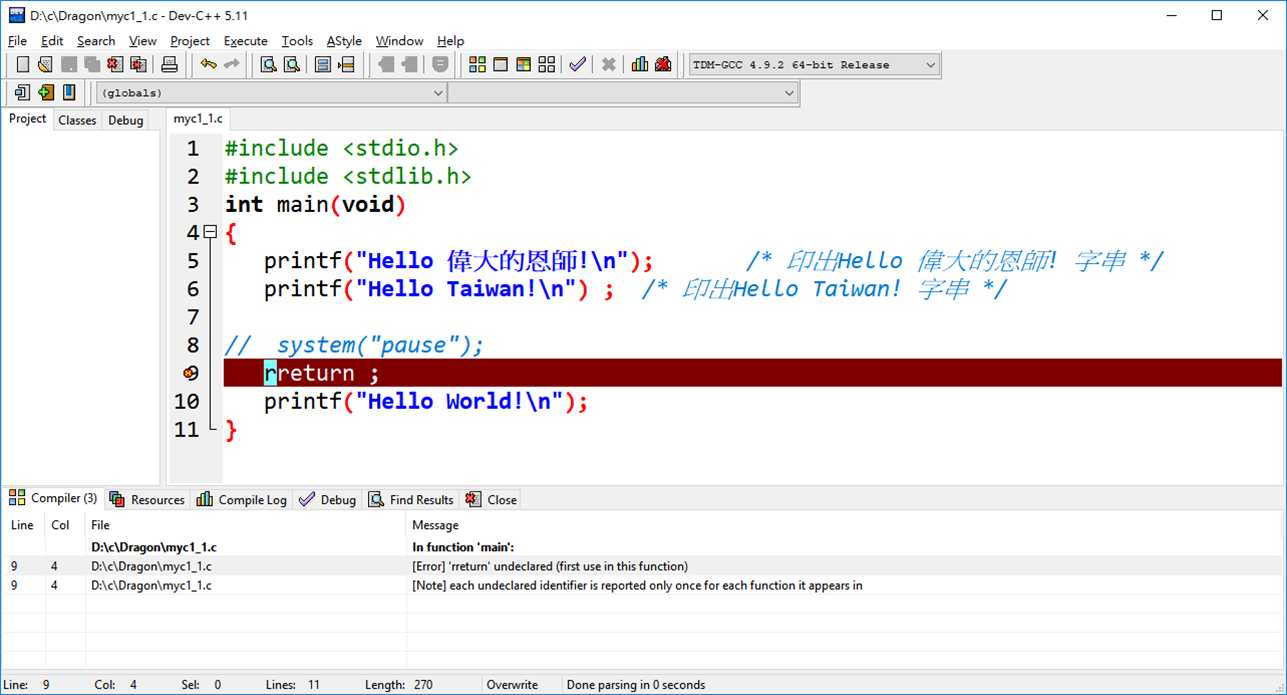 D:\c\Dragon\myc1_1.c - Dev-C++ 5.11
File Edit Search View Project Execute Tools AStyle Window Help
TDM-GCC 4.9.2 64-bit Release
(globals)
Project Classes Debug
myc1_1.c
1 #include <stdio.h>
2 #include <stdlib.h>
3 int main(void)
4 {
5 printf("Hello 偉大的恩師!\n"); /* 印出Hello 偉大的恩師! 字串 */
6 printf("Hello Taiwan!\n") ; /* 印出Hello Taiwan! 字串 */
7
8 // system("pause");
9 rreturn ;
10 printf("Hello World!\n");
11 }
Compiler (3) Resources Compile Log Debug Find Results Close
Line Col File Message
D:\c\Dragon\myc1_1.c In function 'main':
9 4 D:\c\Dragon\myc1_1.c [Error] 'rreturn' undeclared (first use in this function)
9 4 D:\c\Dragon\myc1_1.c [Note] each undeclared identifier is reported only once for each function it appears in
Line: 9 Col: 4 Sel: 0 Lines: 11 Length: 270 Overwrite Done parsing in 0 seconds